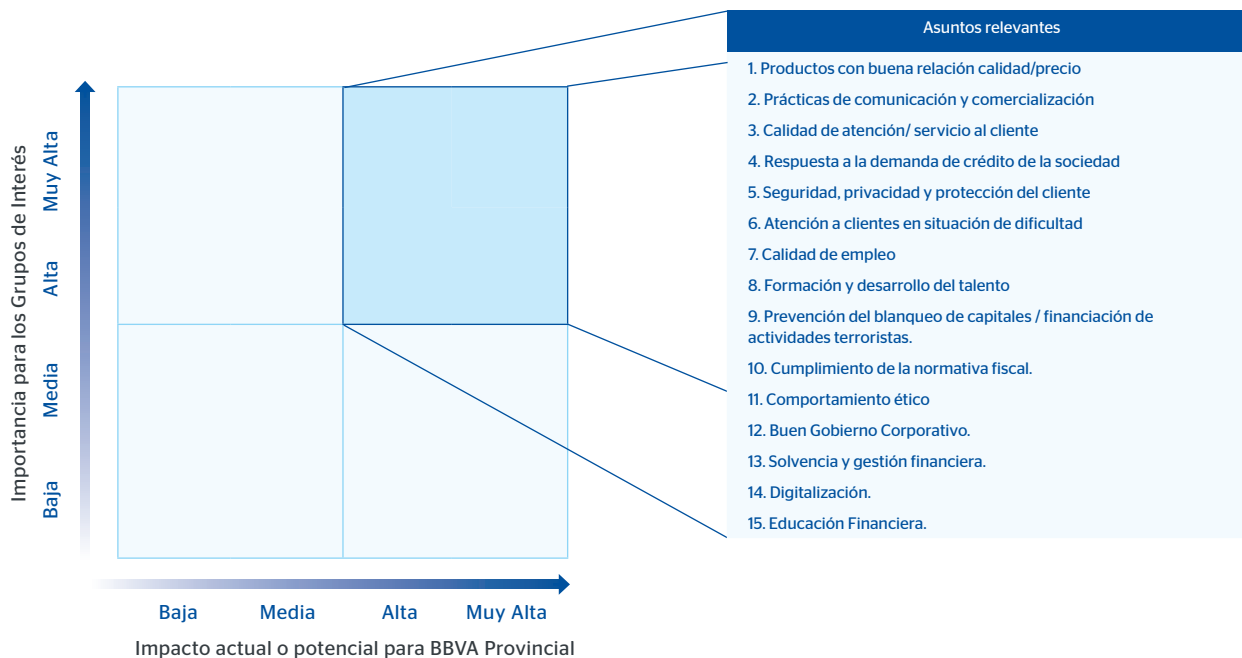 Asuntos relevantes
1. Productos con buena relación calidad/precio
2. Prácticas de comunicación y comercialización
3. Calidad de atención/ servicio al cliente
4. Respuesta a la demanda de crédito de la sociedad
5. Seguridad, privacidad y protección del cliente
6. Atención a clientes en situación de dificultad
7. Calidad de empleo
8. Formación y desarrollo del talento
9. Prevención del blanqueo de capitales / financiación de
actividades terroristas.
10. Cumplimiento de la normativa fiscal.
11. Comportamiento ético
12. Buen Gobierno Corporativo.
13. Solvencia y gestión financiera.
14. Digitalización.
15. Educación Financiera.
Importancia para los Grupos de Interés
Muy Alta
Alta
Media
Baja
Baja Media Alta Muy Alta
Impacto actual o potencial para BBVA Provincial